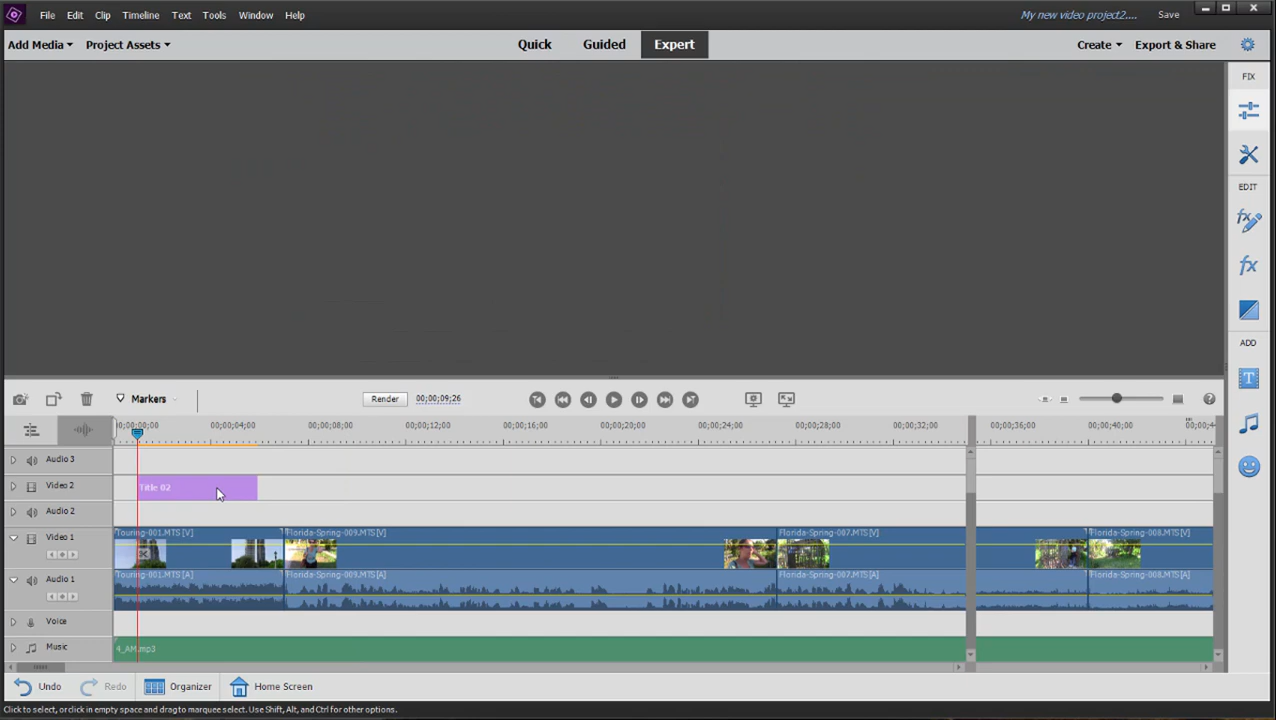 File Edit Clip Timeline Text Tools Window Help My new video project2.... Save
Add Media Project Assets Quick Guided Expert Create Export & Share
FIX
EDIT
ADD
Markers Render 00;00;09;26
00;00;04;00 00;00;08;00 00;00;12;00 00;00;16;00 00;00;20;00 00;00;24;00 00;00;28;00 00;00;32;00 00;00;36;00 00;00;40;00
Audio 3
Video 2 Title 02
Audio 2
Video 1 Touring-001.MTS [V] Florida-Spring-009.MTS [V] Florida-Spring-007.MTS [V] Florida-Spring-008.MTS [V]
Audio 1 Touring-001.MTS [A] Florida-Spring-009.MTS [A] Florida-Spring-007.MTS [A] Florida-Spring-008.MTS [A]
Voice
Music 4_AM.mp3
Undo Redo Organizer Home Screen
Click to select, or click in empty space and drag to marquee select. Use Shift, Alt, and Ctrl for other options.